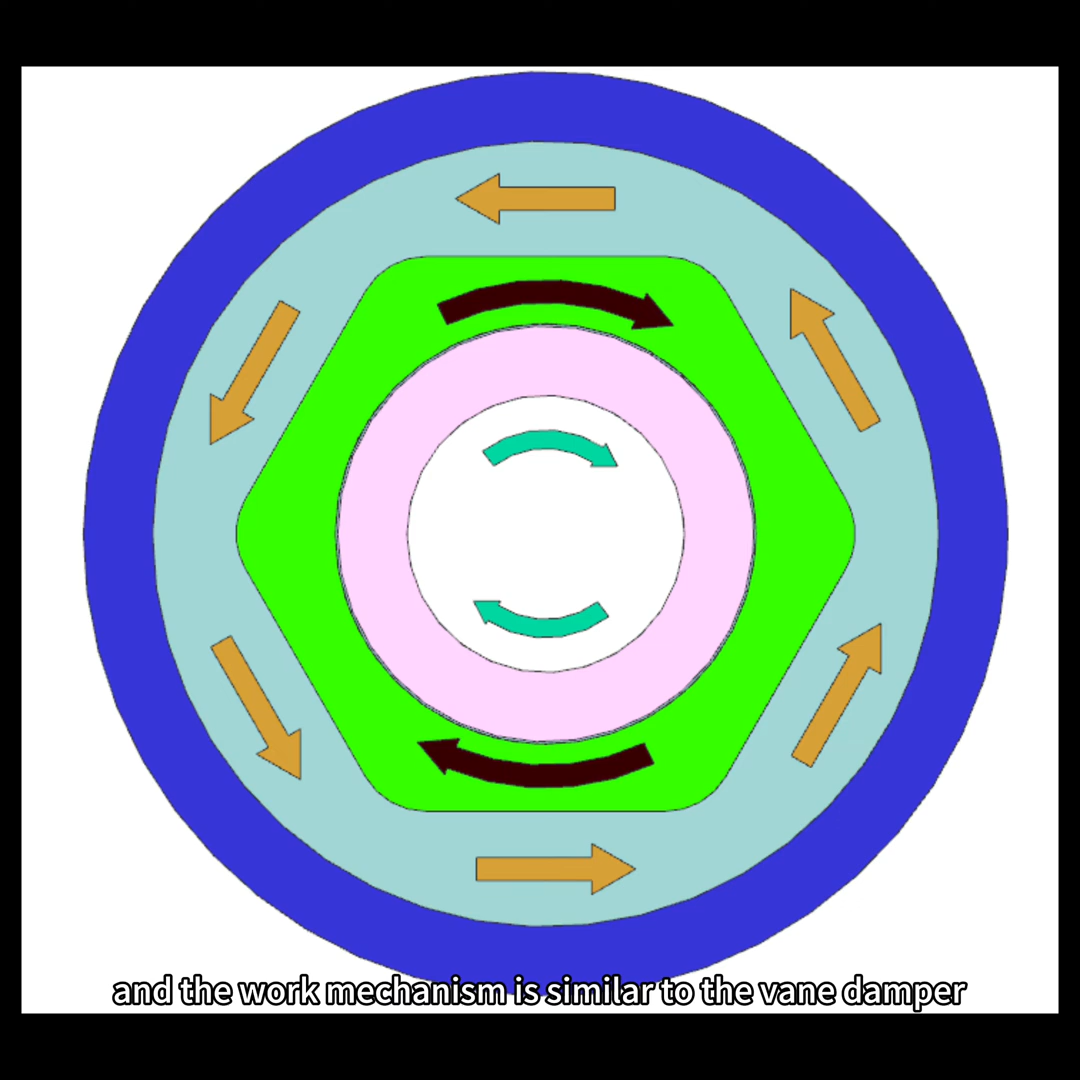 and the work mechanism is similar to the vane damper